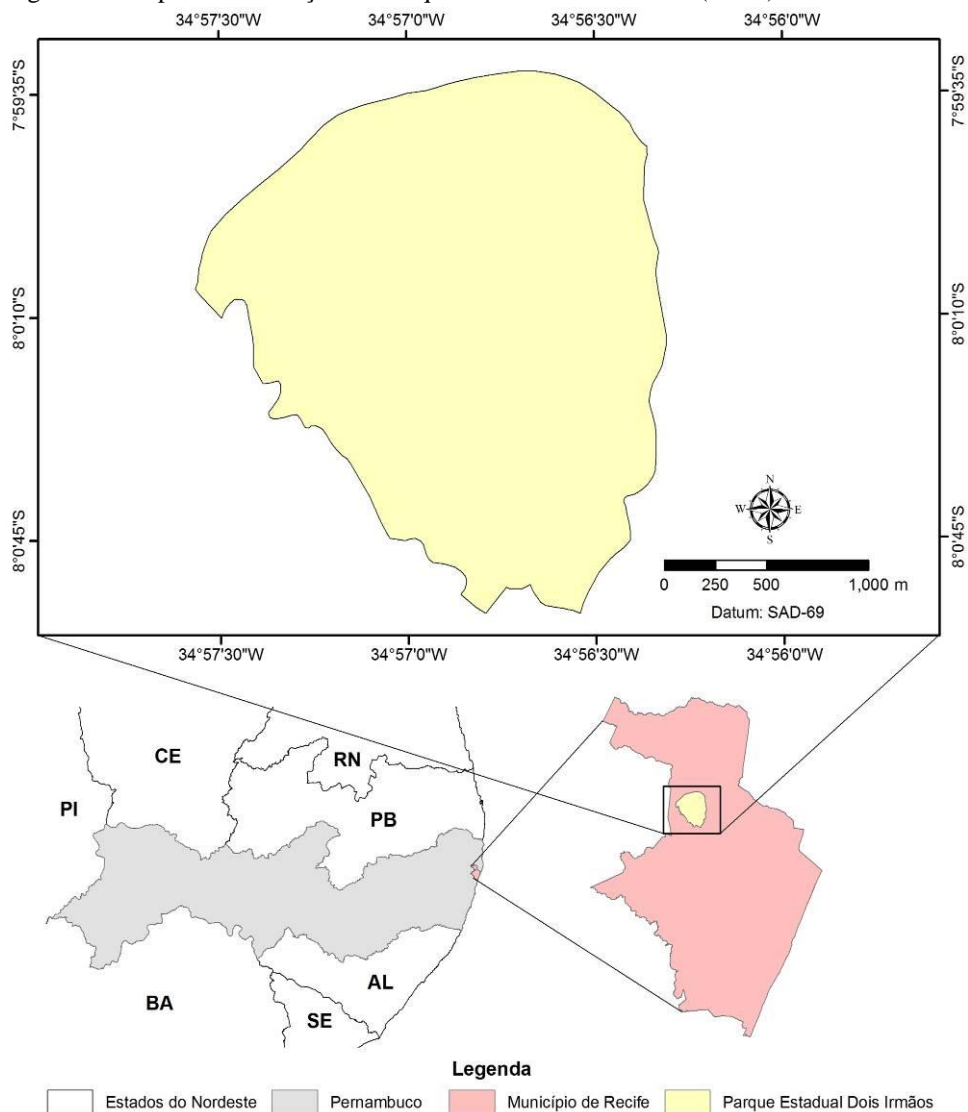 34°57'30"W 34°57'0"W 34°56'30"W 34°56'0"W
7°59'35"S 7°59'35"S
8°0'10"S 8°0'10"S
8°0'45"S 8°0'45"S
N
W E
S
0 250 500 1,000 m
Datum: SAD-69
34°57'30"W 34°57'0"W 34°56'30"W 34°56'0"W
CE
RN
PI
PB
AL
BA
SE
Legenda
Estados do Nordeste Pernambuco Município de Recife Parque Estadual Dois Irmãos